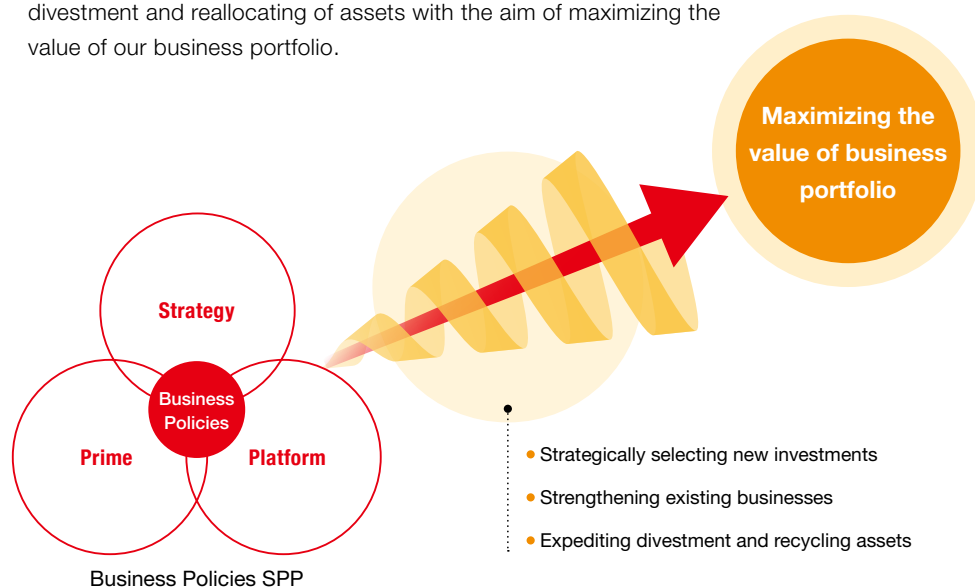 divestment and reallocating of assets with the aim of maximizing the
value of our business portfolio.
Maximizing the
value of business
portfolio
Strategy
Business
Policies
Prime
Platform
Strategically selecting new investments
Strengthening existing businesses
Expediting divestment and recycling assets
Business Policies SPP